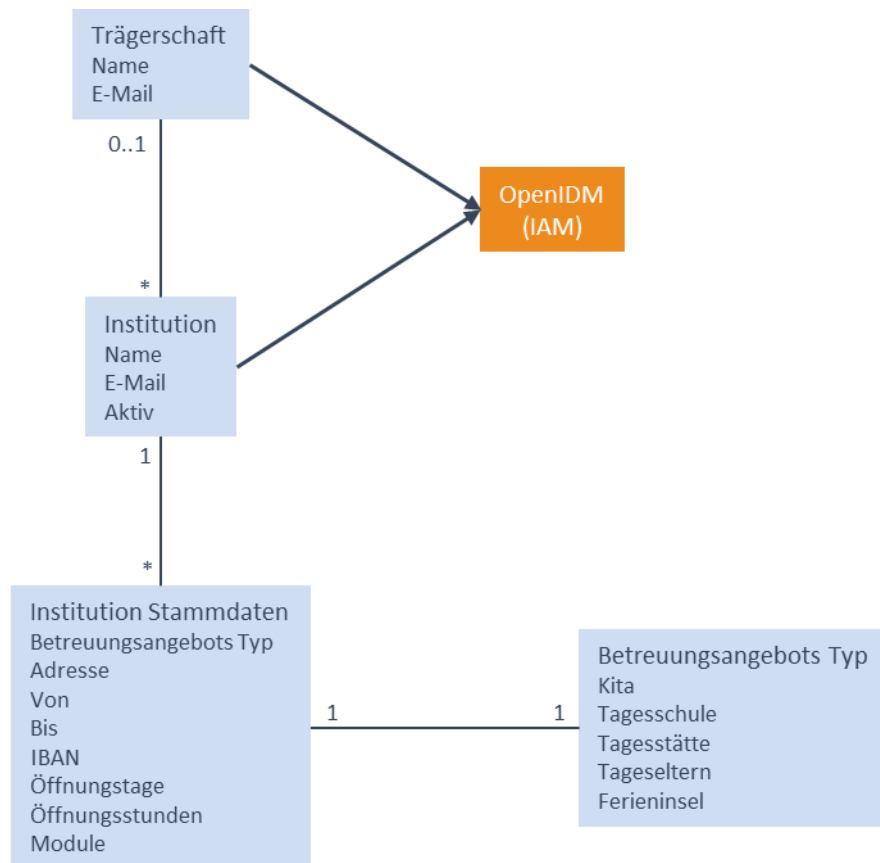 Trägerschaft
Name
E-Mail
0..1
OpenIDM
(IAM)
*
Institution
Name
E-Mail
Aktiv
1
*
Institution Stammdaten
Betreuungsangebots Typ
Adresse
Von
Bis
IBAN
Öffnungstage
Öffnungsstunden
Module
1
1
Betreuungsangebots Typ
Kita
Tagesschule
Tagesstätte
Tageseltern
Ferieninsel